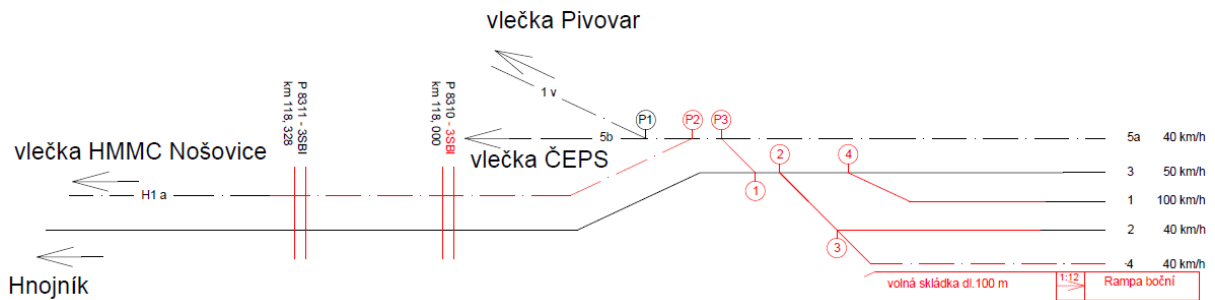 vlečka Pivovar
1 v
P 8311 - 3SBI
km 118, 328
P 8310 - 3SBI
km 118, 000
P1
P2
P3
5b
5a 40 km/h
vlečka HMMC Nošovice
vlečka ČEPS
2
4
3 50 km/h
H1 a
1
1 100 km/h
3
2 40 km/h
4 40 km/h
Hnojník
volná skládka dl.100 m
1:12
Rampa boční